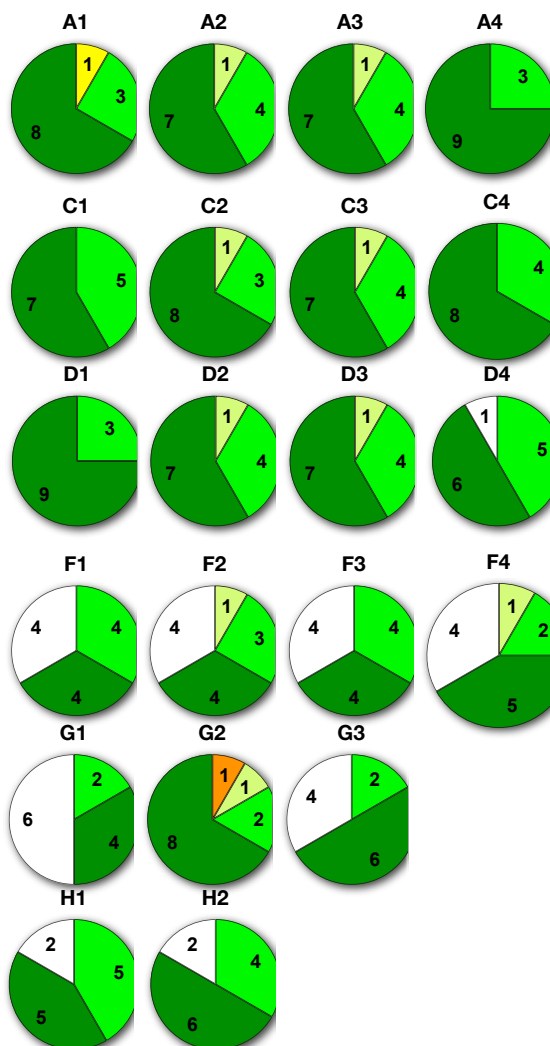 A1 A2 A3 A4
1 3 8 1 4 7 1 4 7 3 9
C1 C2 C3 C4
5 7 1 3 8 1 4 7 4 8
D1 D2 D3 D4
3 9 1 4 7 1 4 7 1 5 6
F1 F2 F3 F4
4 4 4 4 1 3 4 4 4 4 4 1 2 5
G1 G2 G3
6 2 4 1 1 2 8 4 2 6
H1 H2
2 5 5 2 4 6